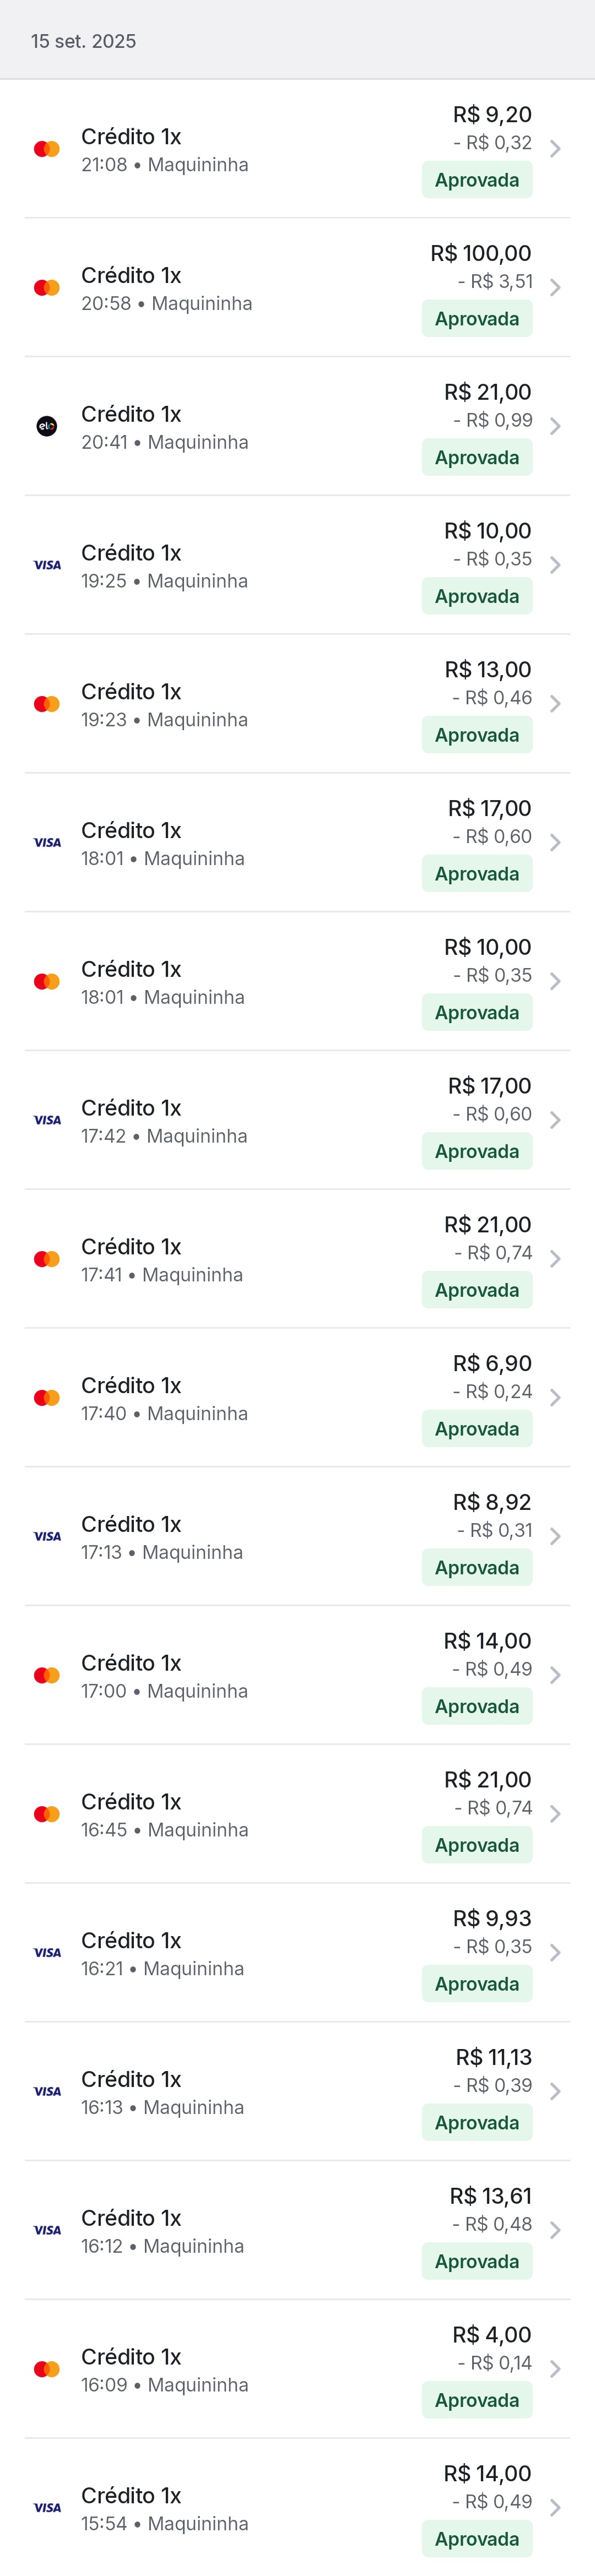 15 set. 2025
Crédito 1x
21:08 • Maquininha
R$ 9,20
- R$ 0,32
Aprovada
Crédito 1x
20:58 • Maquininha
R$ 100,00
- R$ 3,51
Aprovada
elo
Crédito 1x
20:41 • Maquininha
R$ 21,00
- R$ 0,99
Aprovada
VISA
Crédito 1x
19:25 • Maquininha
R$ 10,00
- R$ 0,35
Aprovada
Crédito 1x
19:23 • Maquininha
R$ 13,00
- R$ 0,46
Aprovada
VISA
Crédito 1x
18:01 • Maquininha
R$ 17,00
- R$ 0,60
Aprovada
Crédito 1x
18:01 • Maquininha
R$ 10,00
- R$ 0,35
Aprovada
VISA
Crédito 1x
17:42 • Maquininha
R$ 17,00
- R$ 0,60
Aprovada
Crédito 1x
17:41 • Maquininha
R$ 21,00
- R$ 0,74
Aprovada
Crédito 1x
17:40 • Maquininha
R$ 6,90
- R$ 0,24
Aprovada
VISA
Crédito 1x
17:13 • Maquininha
R$ 8,92
- R$ 0,31
Aprovada
Crédito 1x
17:00 • Maquininha
R$ 14,00
- R$ 0,49
Aprovada
Crédito 1x
16:45 • Maquininha
R$ 21,00
- R$ 0,74
Aprovada
VISA
Crédito 1x
16:21 • Maquininha
R$ 9,93
- R$ 0,35
Aprovada
VISA
Crédito 1x
16:13 • Maquininha
R$ 11,13
- R$ 0,39
Aprovada
VISA
Crédito 1x
16:12 • Maquininha
R$ 13,61
- R$ 0,48
Aprovada
Crédito 1x
16:09 • Maquininha
R$ 4,00
- R$ 0,14
Aprovada
VISA
Crédito 1x
15:54 • Maquininha
R$ 14,00
- R$ 0,49
Aprovada